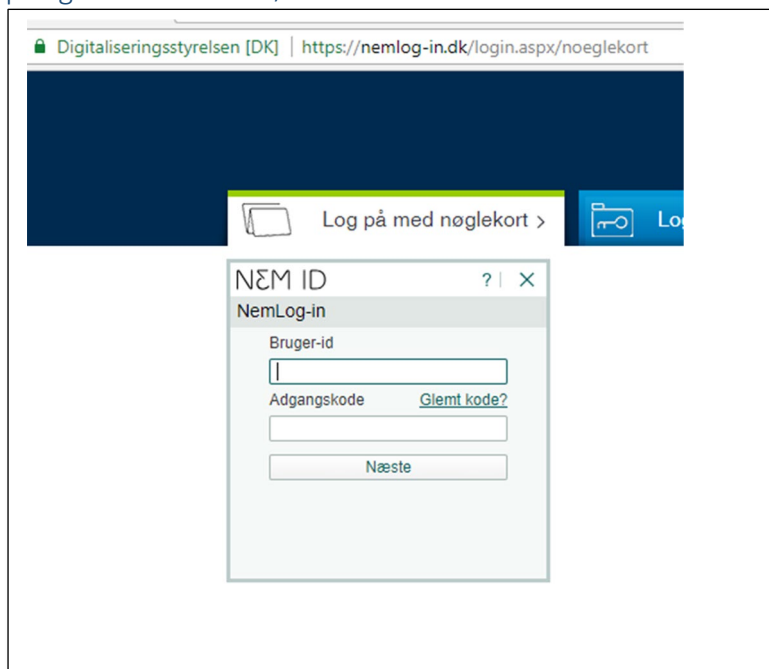 Digitaliseringsstyrelsen [DK] | https://nemlog-in.dk/login.aspx/noeglekort
Log på med nøglekort >
NEM ID ? | ×
NemLog-in
Bruger-id
Adgangskode Glemt kode?
Næste